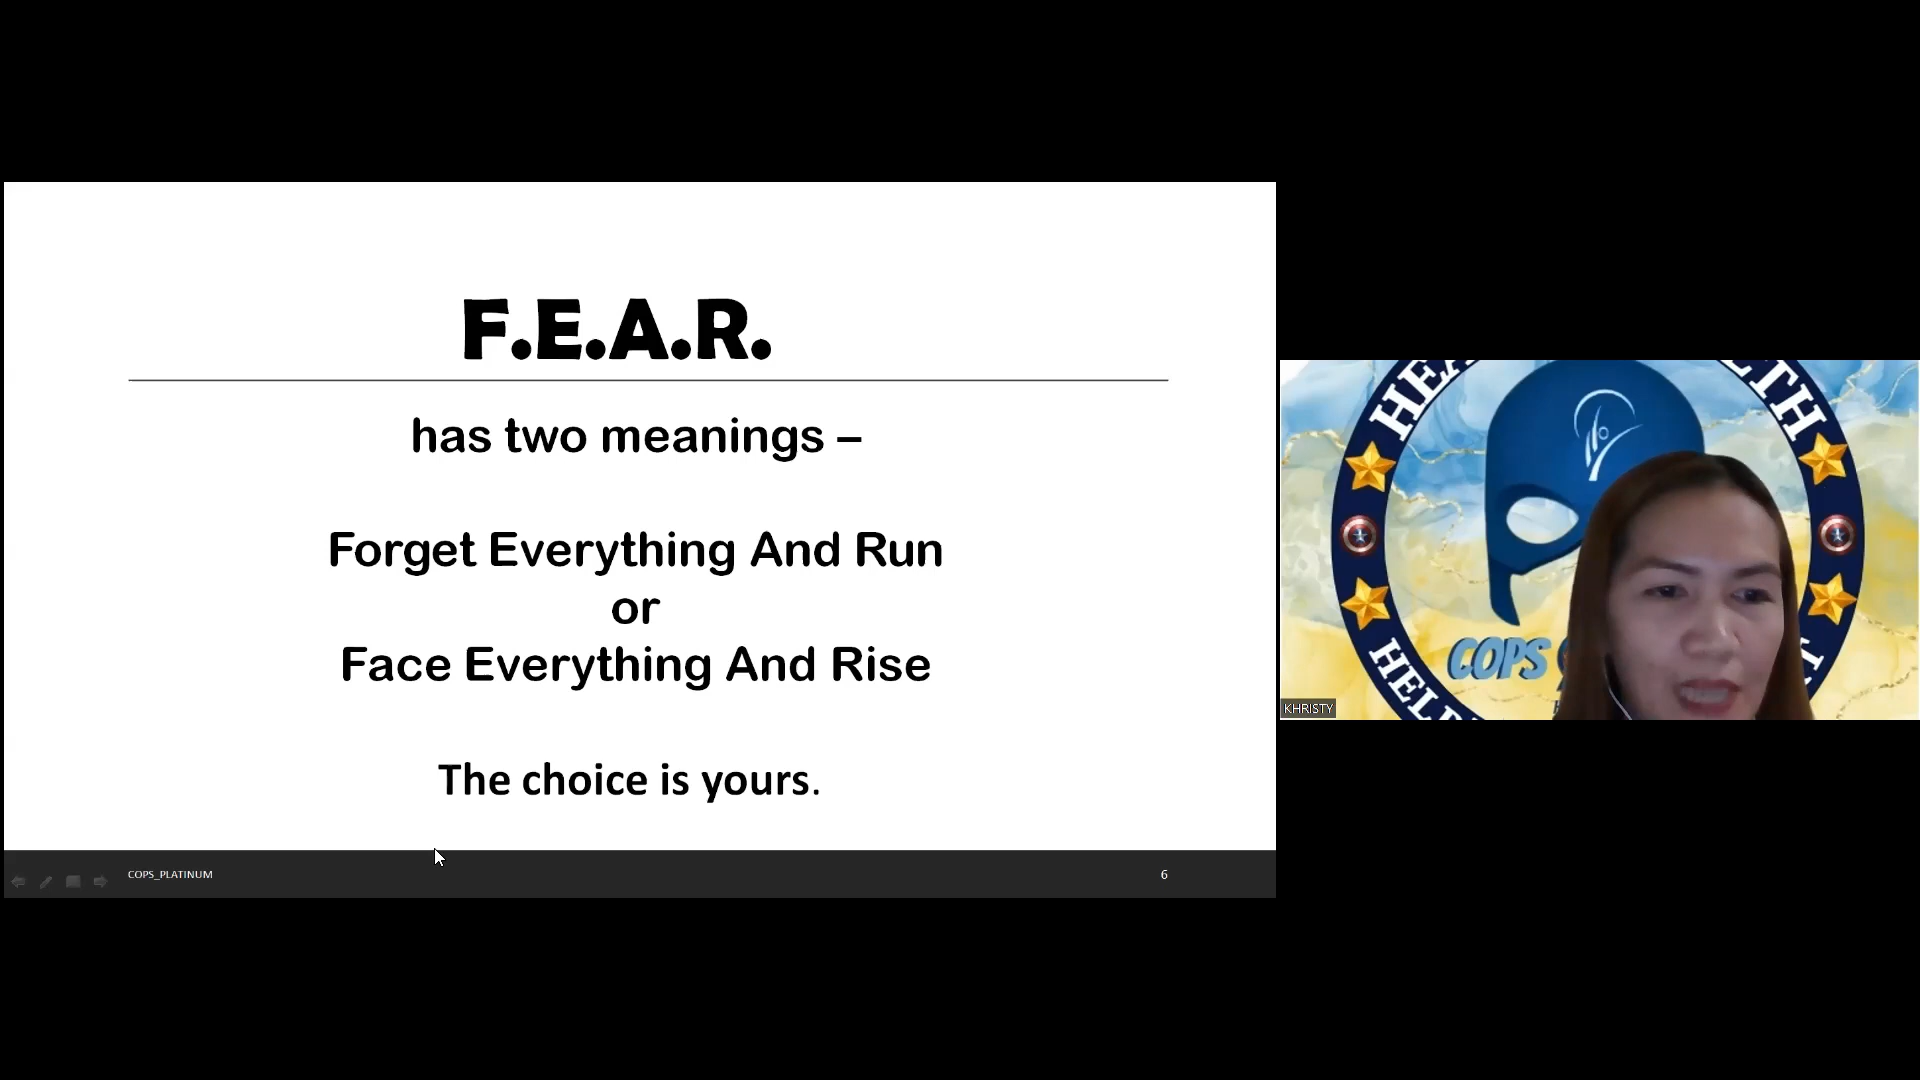 F.E.A.R.
has two meanings –
Forget Everything And Run
or
Face Everything And Rise
The choice is yours.
COPS_PLATINUM
6
COPS
KHRISTY